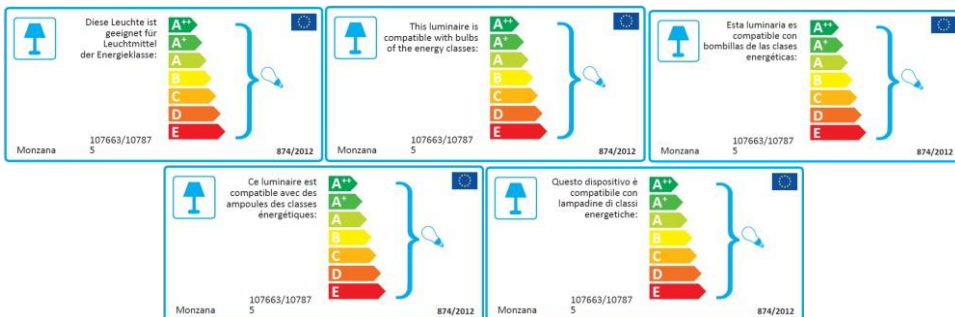 Diese Leuchte ist
geeignet für
Leuchtmittel
der Energieklasse:
A++
A+
A
B
C
D
E
107663/10787
5
Monzana
874/2012
This luminaire is
compatible with bulbs
of the energy classes:
A++
A+
A
B
C
D
E
107663/10787
5
Monzana
874/2012
Esta luminaria es
compatible con
bombillas de las clases
energéticas:
A++
A+
A
B
C
D
E
107663/10787
5
Monzana
874/2012
Ce luminaire est
compatible avec des
ampoules des classes
énergétiques:
A++
A+
A
B
C
D
E
107663/10787
5
Monzana
874/2012
Questo dispositivo è
compatibile con
lampadine di classi
energetiche:
A++
A+
A
B
C
D
E
107663/10787
5
Monzana
874/2012